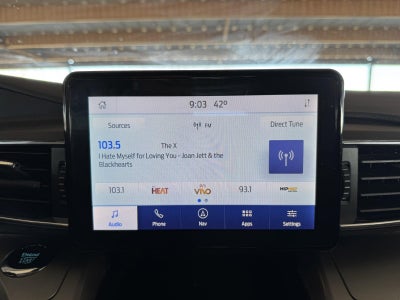 9:03 42°
Sources
FM
Direct Tune
103.5 The X
I Hate Myself for Loving You - Joan Jett & the
Blackhearts
103.1 HEAT VIVO 93.1 HIP
Audio Phone Nav Apps Settings